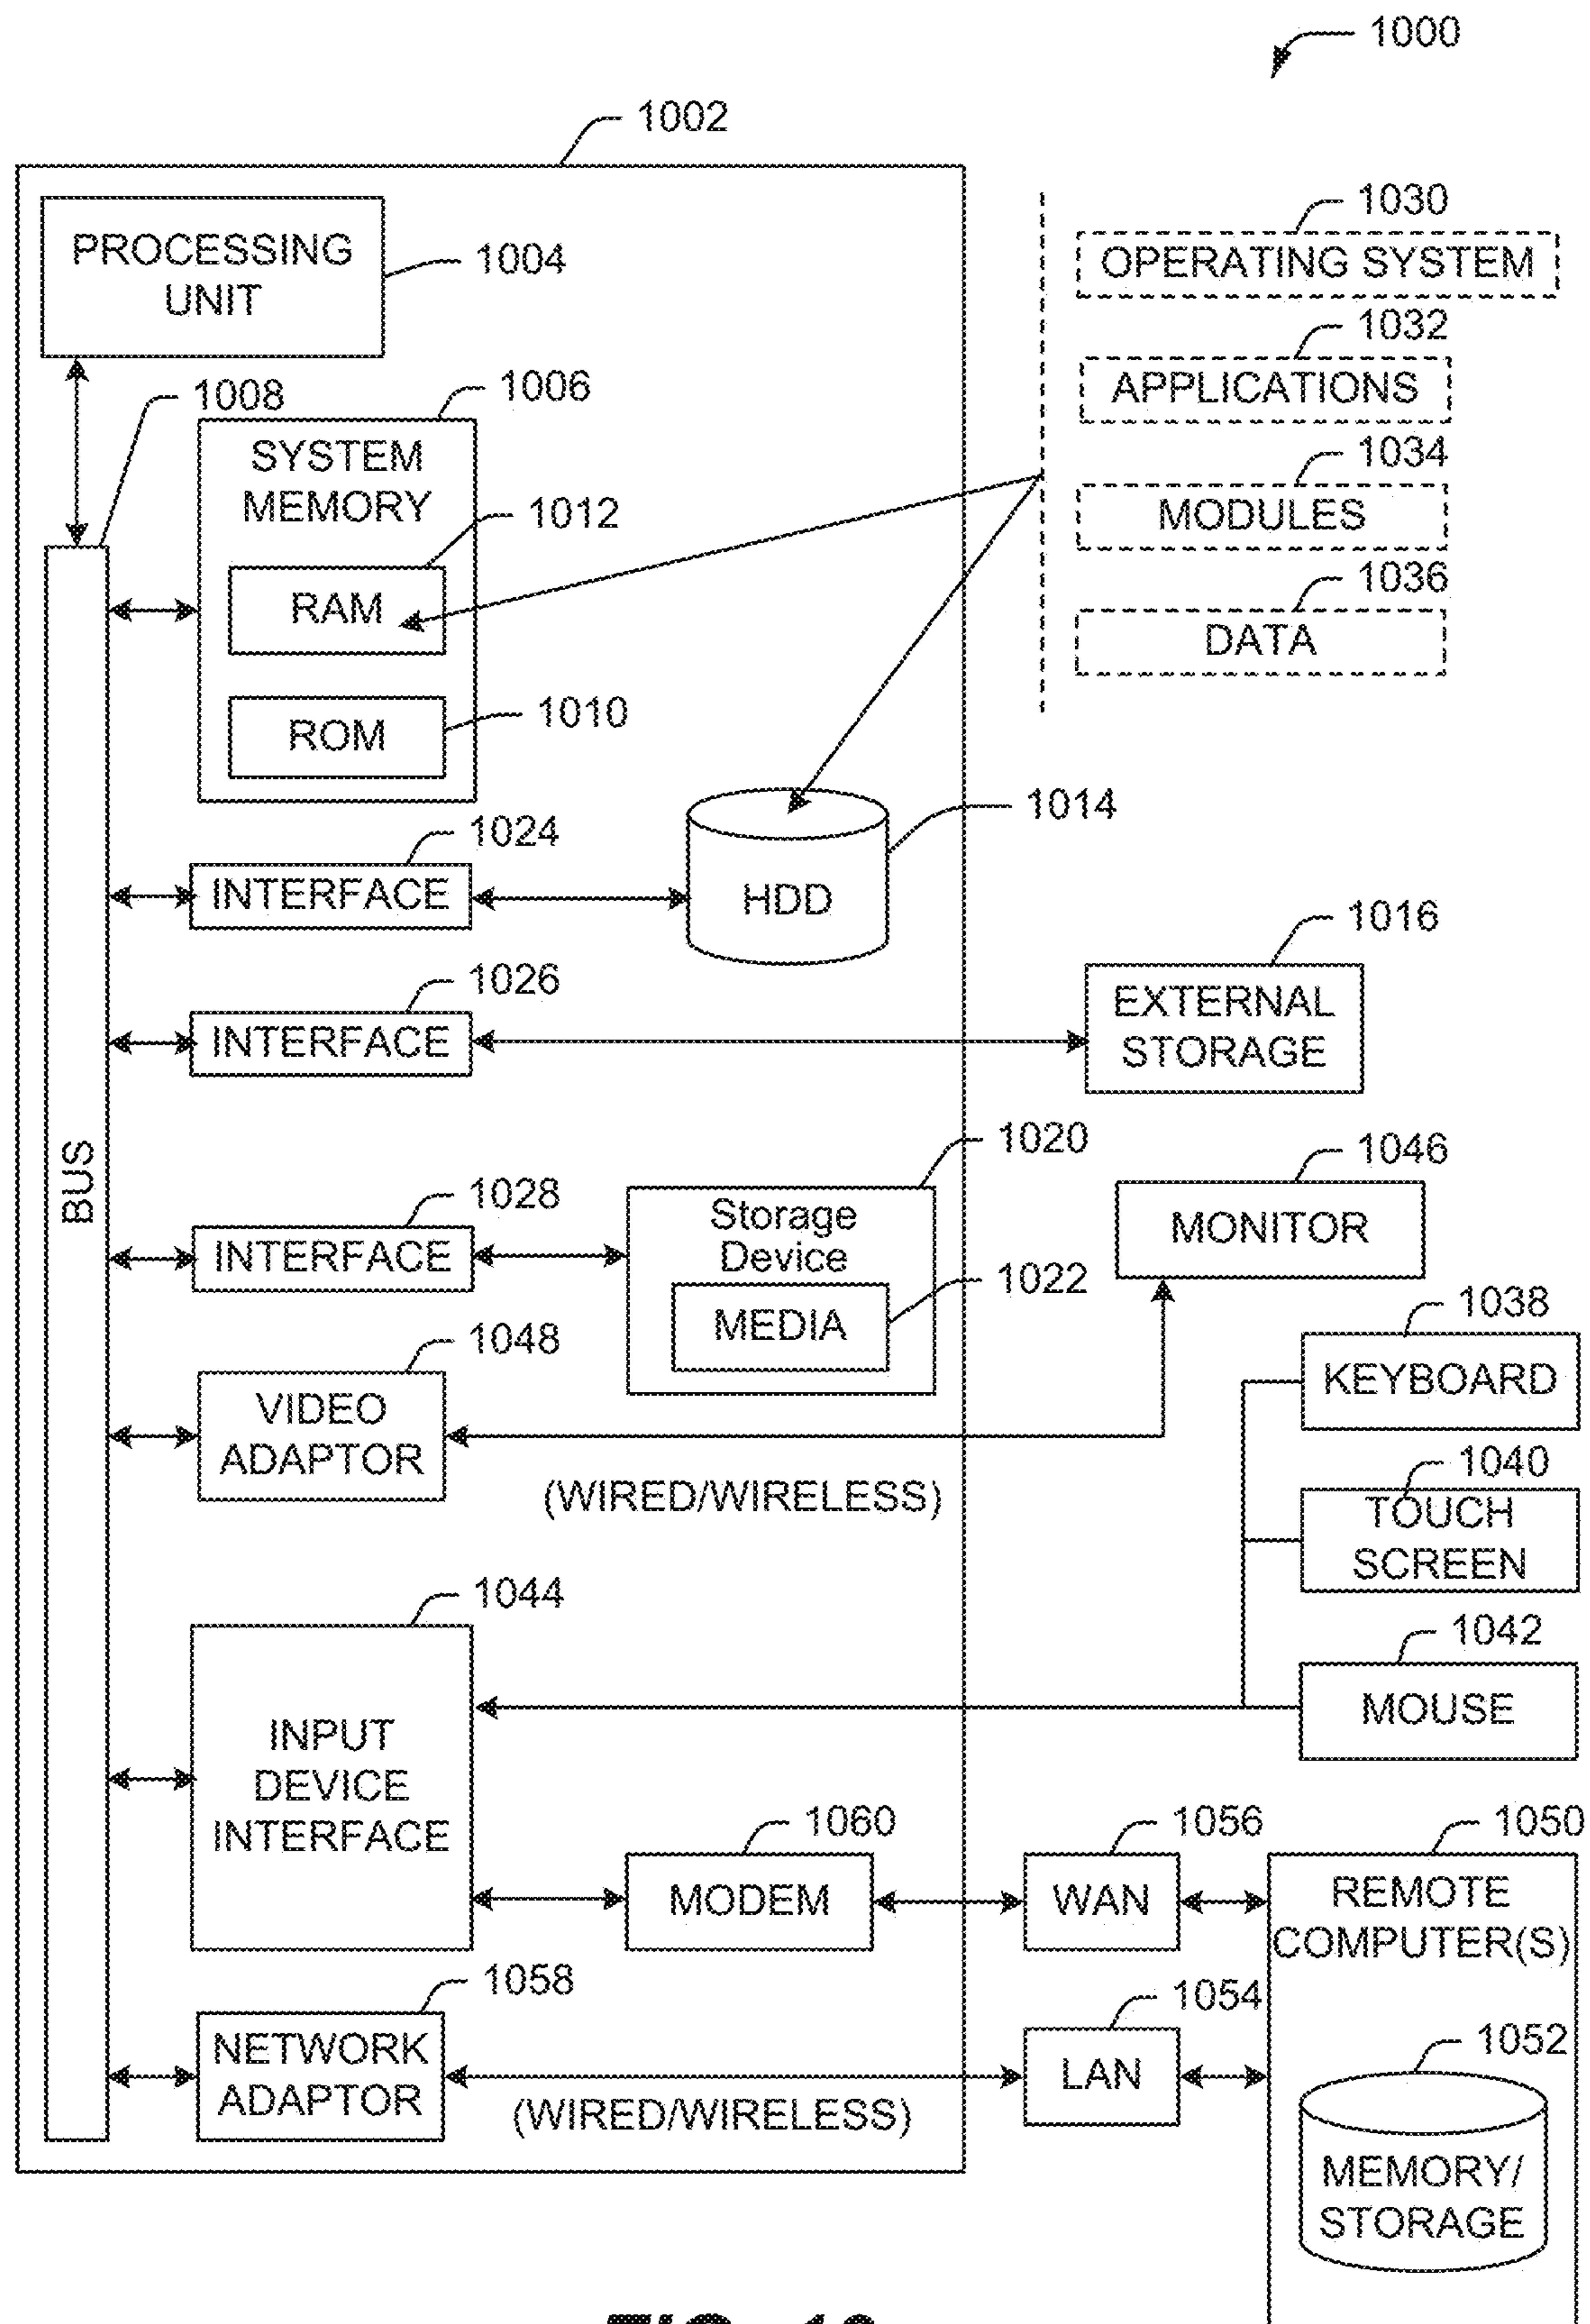 1000
1002
PROCESSING
UNIT
1004
1030
OPERATING SYSTEM
1032
APPLICATIONS
1034
MODULES
1036
DATA
1008
1006
SYSTEM
MEMORY
1012
RAM
1010
ROM
1024
INTERFACE
1014
HDD
1026
INTERFACE
1016
EXTERNAL
STORAGE
BUS
1028
INTERFACE
1020
Storage
Device
1022
MEDIA
1046
MONITOR
1048
VIDEO
ADAPTOR
(WIRED/WIRELESS)
1038
KEYBOARD
1040
TOUCH
SCREEN
1042
MOUSE
1044
INPUT
DEVICE
INTERFACE
1060
MODEM
1056
WAN
1050
REMOTE
COMPUTER(S)
1058
NETWORK
ADAPTOR
(WIRED/WIRELESS)
1054
LAN
1052
MEMORY/
STORAGE